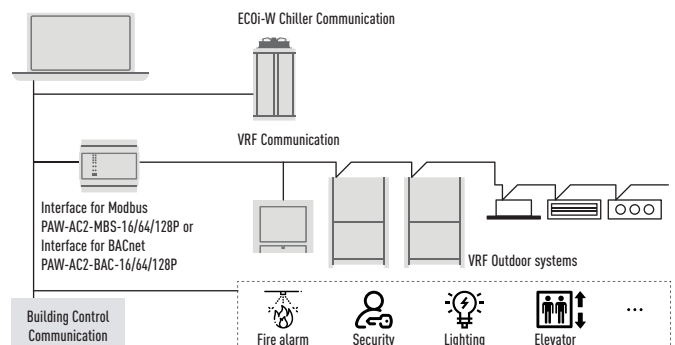 ECOi-W Chiller Communication
VRF Communication
Interface for Modbus
PAW-AC2-MBS-16/64/128P or
Interface for BACnet
PAW-AC2-BAC-16/64/128P
VRF Outdoor systems
Building Control
Communication
Fire alarm
Security
Lighting
Elevator
...